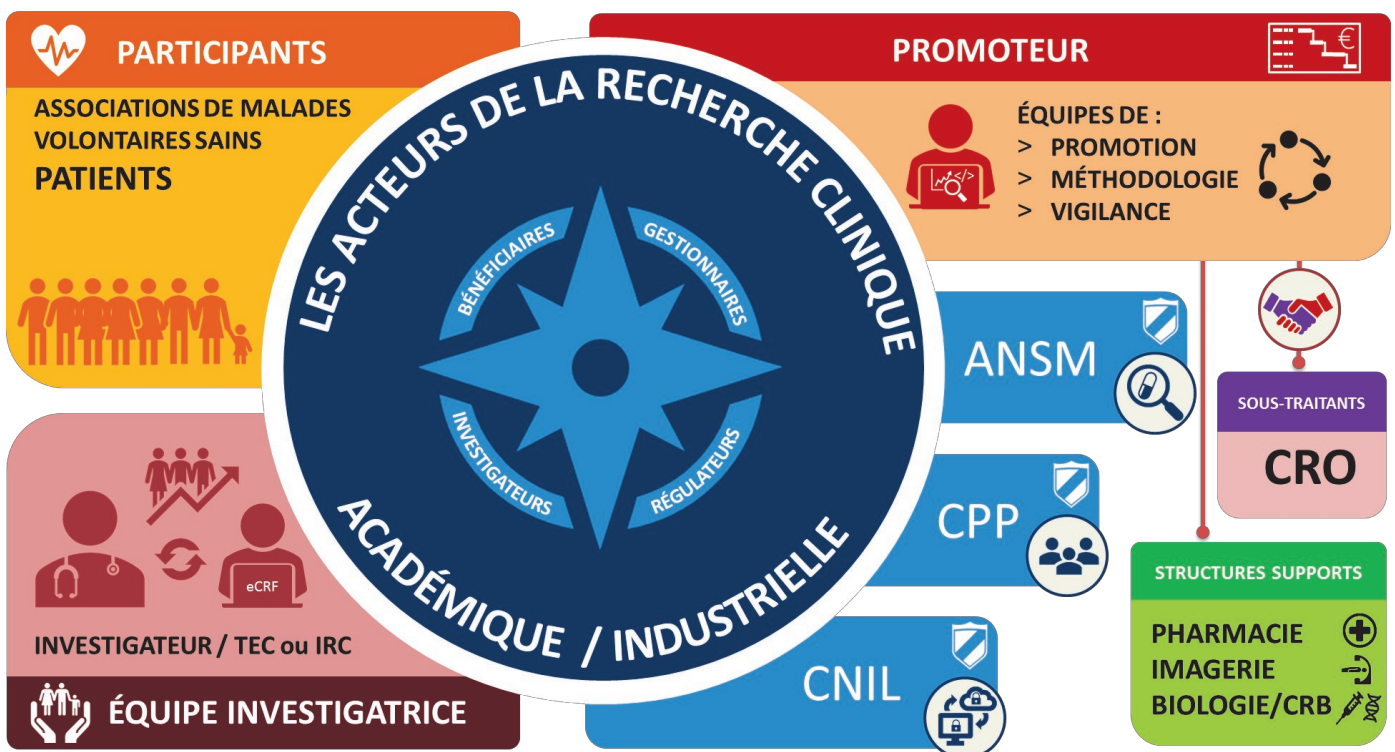 PARTICIPANTS
ASSOCIATIONS DE MALADES
VOLONTAIRES SAINS
PATIENTS
LES ACTEURS DE LA RECHERCHE CLINIQUE
ACADÉMIQUE / INDUSTRIELLE
BÉNÉFICIAIRES
GESTIONNAIRES
INVESTIGATEURS
RÉGULATEURS
PROMOTEUR
€
ÉQUIPES DE :
> PROMOTION
> MÉTHODOLOGIE
> VIGILANCE
</>
ANSM
CPP
CNIL
SOUS-TRAITANTS
CRO
STRUCTURES SUPPORTS
PHARMACIE
IMAGERIE
BIOLOGIE/CRB
eCRF
INVESTIGATEUR / TEC ou IRC
ÉQUIPE INVESTIGATRICE